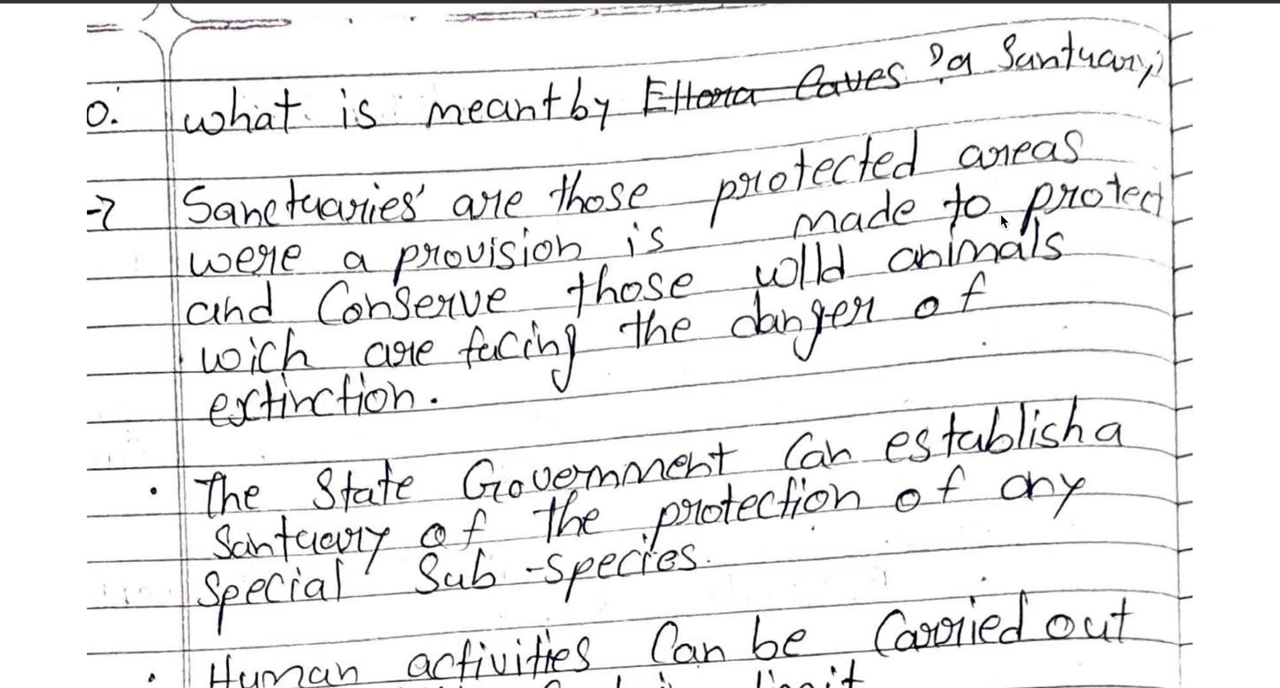 0. what is meant by Ellora Caves ? a Santuary;
→ Sanctuaries are those protected areas
were a provision is made to protect
and Conserve those wild animals
wich are facing the danger of
extinction.
• The State Government Can establish a
Santuary of the protection of any
Special Sub-species.
• Human activities Can be Carried out
limit